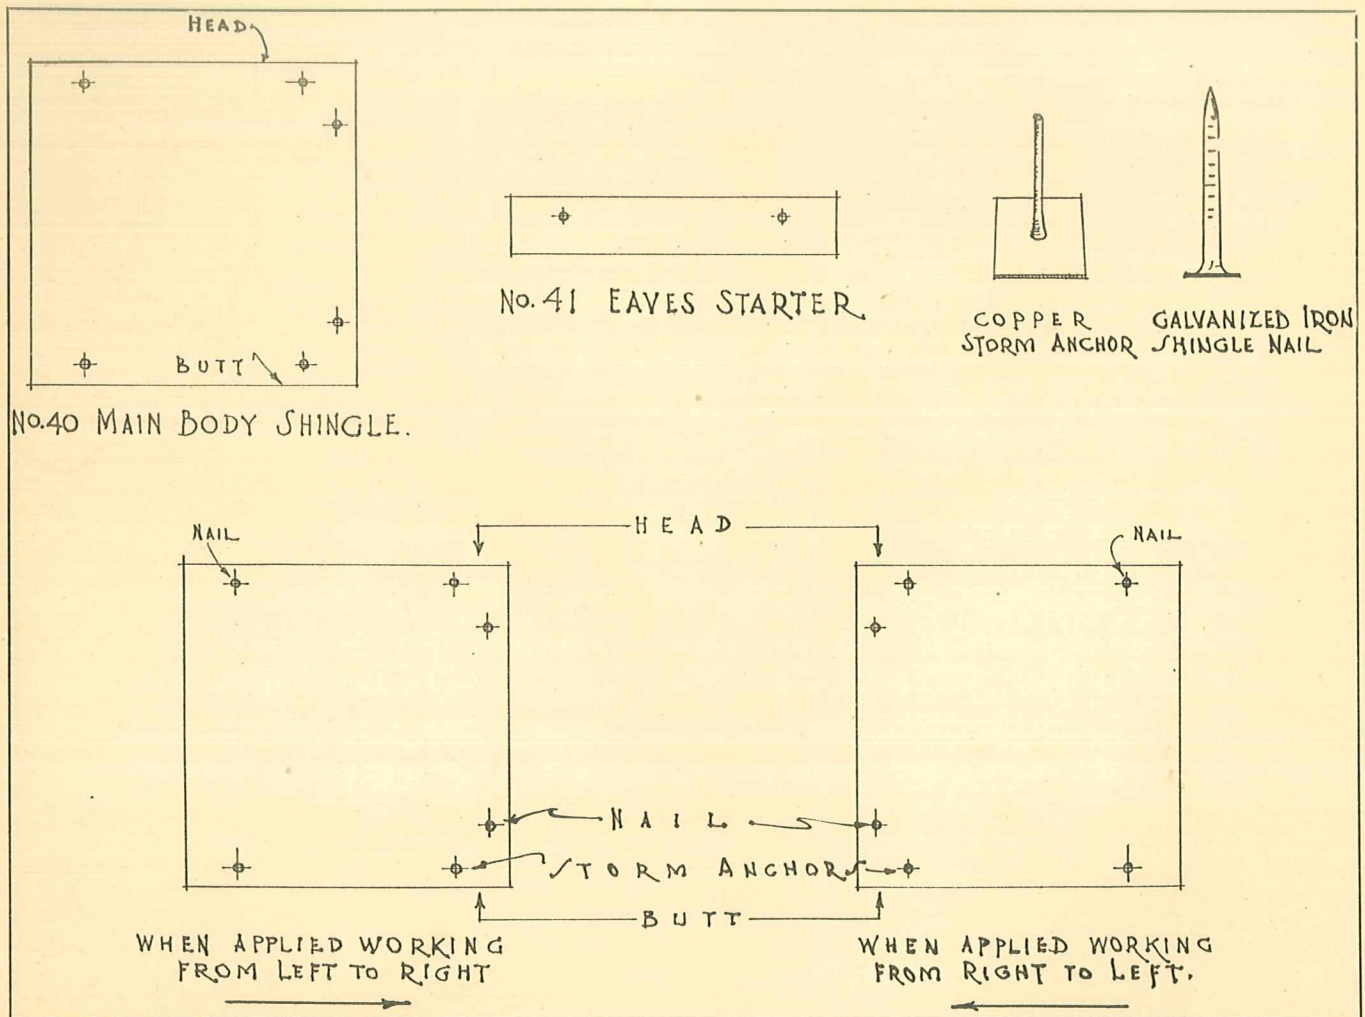 HEAD.
BUTT
No.40 MAIN BODY SHINGLE.
No.41 EAVES STARTER
COPPER
STORM ANCHOR
GALVANIZED IRON
SHINGLE NAIL
HEAD
NAIL
NAIL
NAIL
STORM ANCHORS
BUTT
WHEN APPLIED WORKING
FROM LEFT TO RIGHT
WHEN APPLIED WORKING
FROM RIGHT TO LEFT.